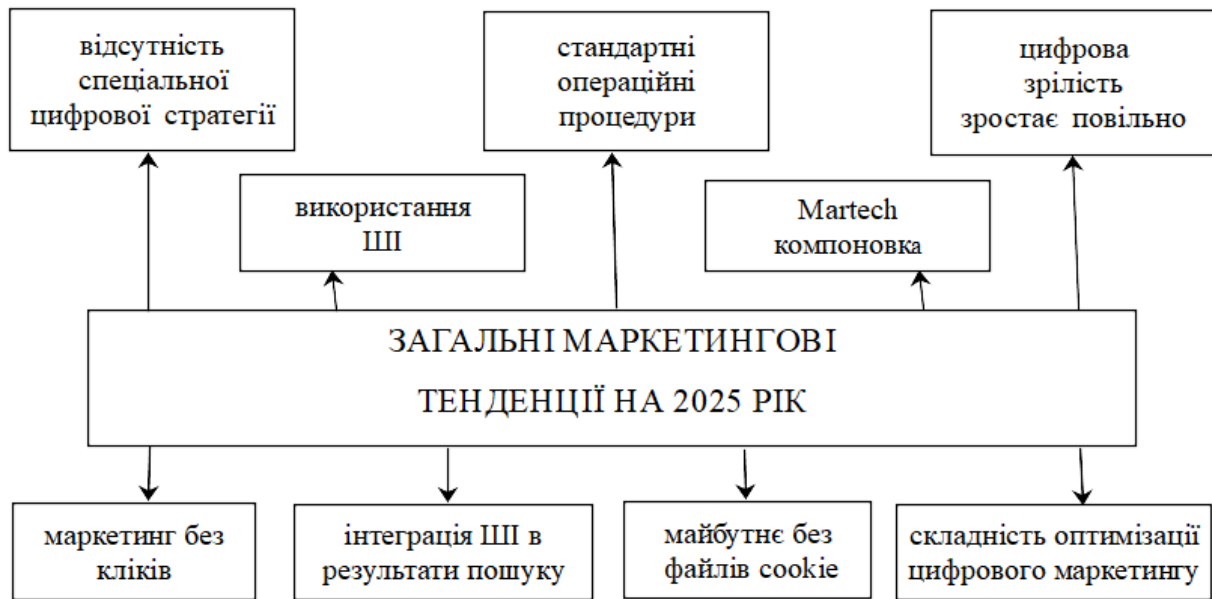 відсутність
спеціальної
цифрової стратегії
стандартні
операційні
процедури
цифрова
зрілість
зростає повільно
використання
ШІ
Martech
компоновка
ЗАГАЛЬНІ МАРКЕТИНГОВІ
ТЕНДЕНЦІЇ НА 2025 РІК
маркетинг без
кліків
інтеграція ШІ в
результати пошуку
майбутнє без
файлів cookie
складність оптимізації
цифрового маркетингу